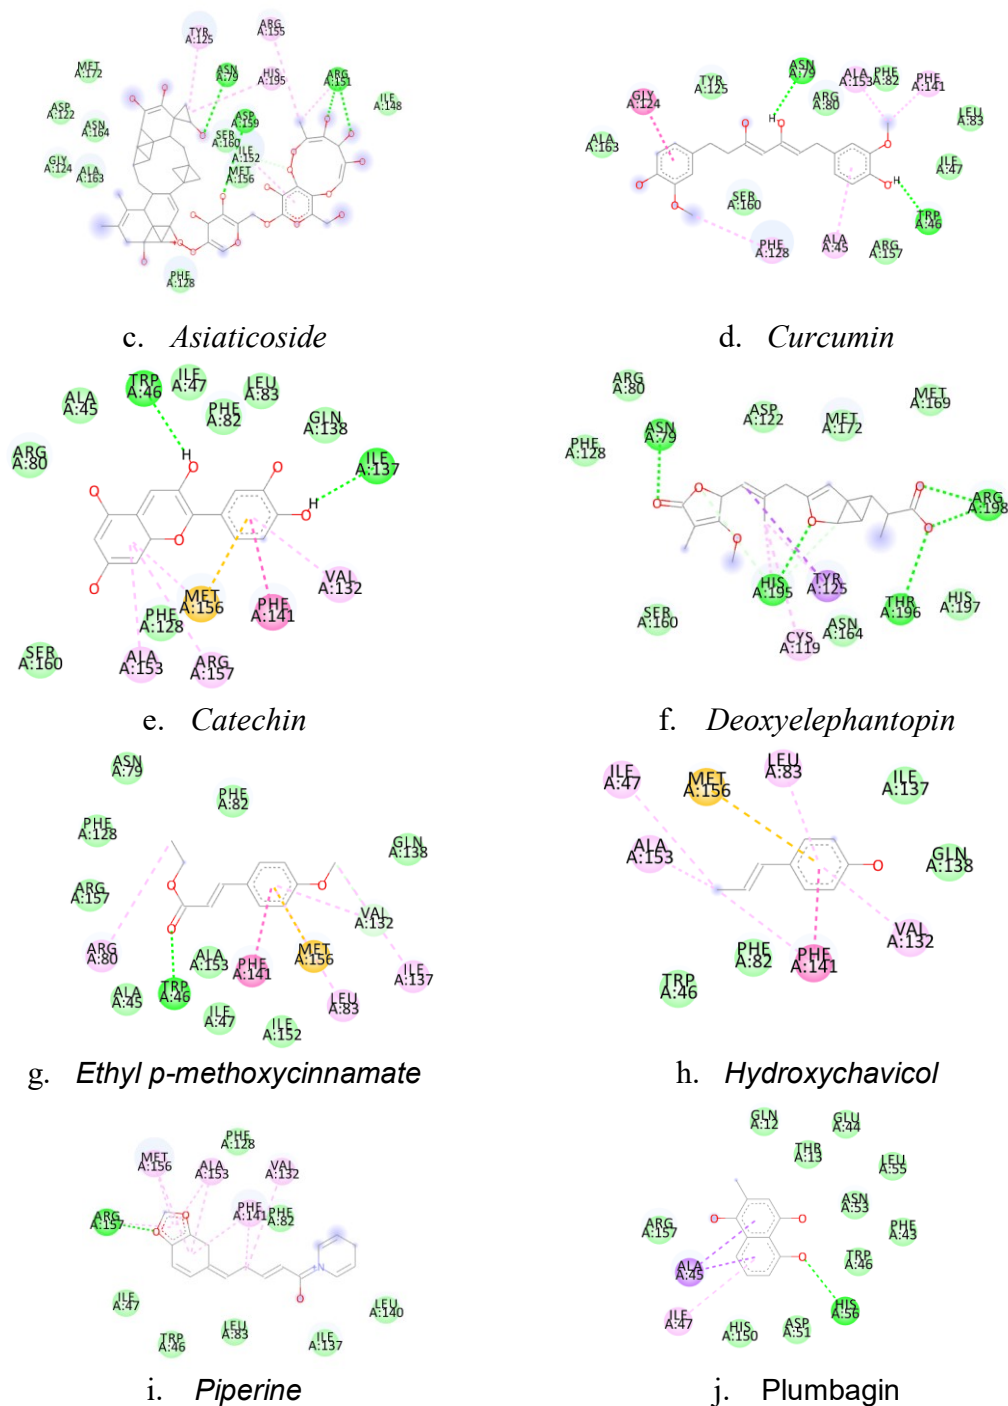 TYR
A:125
ARG
A:155
MET
A:172
ASN
A:79
HIS
A:195
ARG
A:151
ILE
A:148
ASP
A:122
ASN
A:164
ASP
A:159
SER
A:160
ILE
A:152
GLY
A:124
ALA
A:163
MET
A:156
PHE
A:128
c. Asiaticoside
ASN
A:79
ALA
A:153
PHE
A:82
PHE
A:141
TYR
A:125
ARG
A:80
GLY
A:124
LEU
A:83
ALA
A:163
ILE
A:47
SER
A:160
H
O
H
TRP
A:46
PHE
A:128
ALA
A:45
ARG
A:157
d. Curcumin
TRP
A:46
ILE
A:47
LEU
A:83
ALA
A:45
PHE
A:82
GLN
A:138
ARG
A:80
ILE
A:137
H
O
H
MET
A:156
PHE
A:141
VAL
A:132
PHE
A:128
SER
A:160
ALA
A:153
ARG
A:157
e. Catechin
ARG
A:80
ASN
A:79
ASP
A:122
MET
A:172
MET
A:169
PHE
A:128
ARG
A:198
HIS
A:195
TYR
A:125
THR
A:196
HIS
A:197
SER
A:160
CYS
A:119
ASN
A:164
f. Deoxyelephantopin
ASN
A:79
PHE
A:82
PHE
A:128
GLN
A:138
ARG
A:157
VAL
A:132
ARG
A:80
ALA
A:153
PHE
A:141
MET
A:156
ILE
A:137
ALA
A:45
TRP
A:46
ILE
A:47
ILE
A:152
LEU
A:83
g. Ethyl p-methoxycinnamate
ILE
A:47
MET
A:156
LEU
A:83
ILE
A:137
ALA
A:153
GLN
A:138
VAL
A:132
PHE
A:82
PHE
A:141
TRP
A:46
h. Hydroxychavicol
PHE
A:128
MET
A:156
ALA
A:153
VAL
A:132
ARG
A:157
PHE
A:141
PHE
A:82
ILE
A:47
LEU
A:140
TRP
A:46
LEU
A:83
ILE
A:137
i. Piperine
GLN
A:12
GLU
A:44
THR
A:13
LEU
A:55
ASN
A:53
PHE
A:43
ARG
A:157
TRP
A:46
ALA
A:45
HIS
A:56
ILE
A:47
HIS
A:150
ASP
A:51
j. Plumbagin